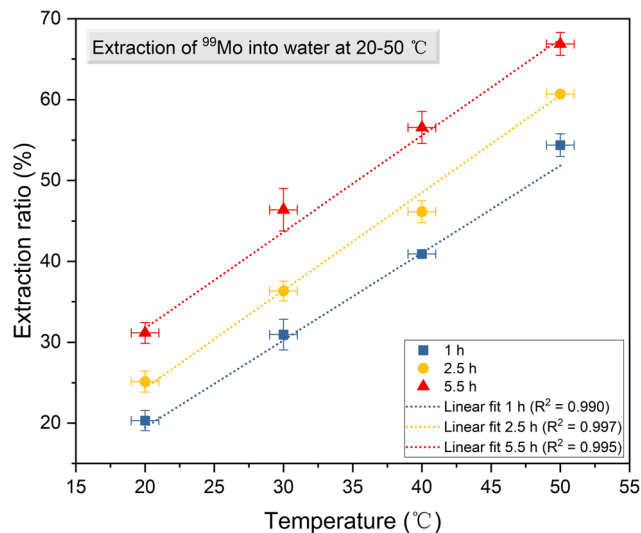 Extraction of ⁹⁹Mo into water at 20-50 ℃
Extraction ratio (%)
70
60
50
40
30
20
15 20 25 30 35 40 45 50 55
Temperature (℃)
1 h
2.5 h
5.5 h
Linear fit 1 h (R² = 0.990)
Linear fit 2.5 h (R² = 0.997)
Linear fit 5.5 h (R² = 0.995)